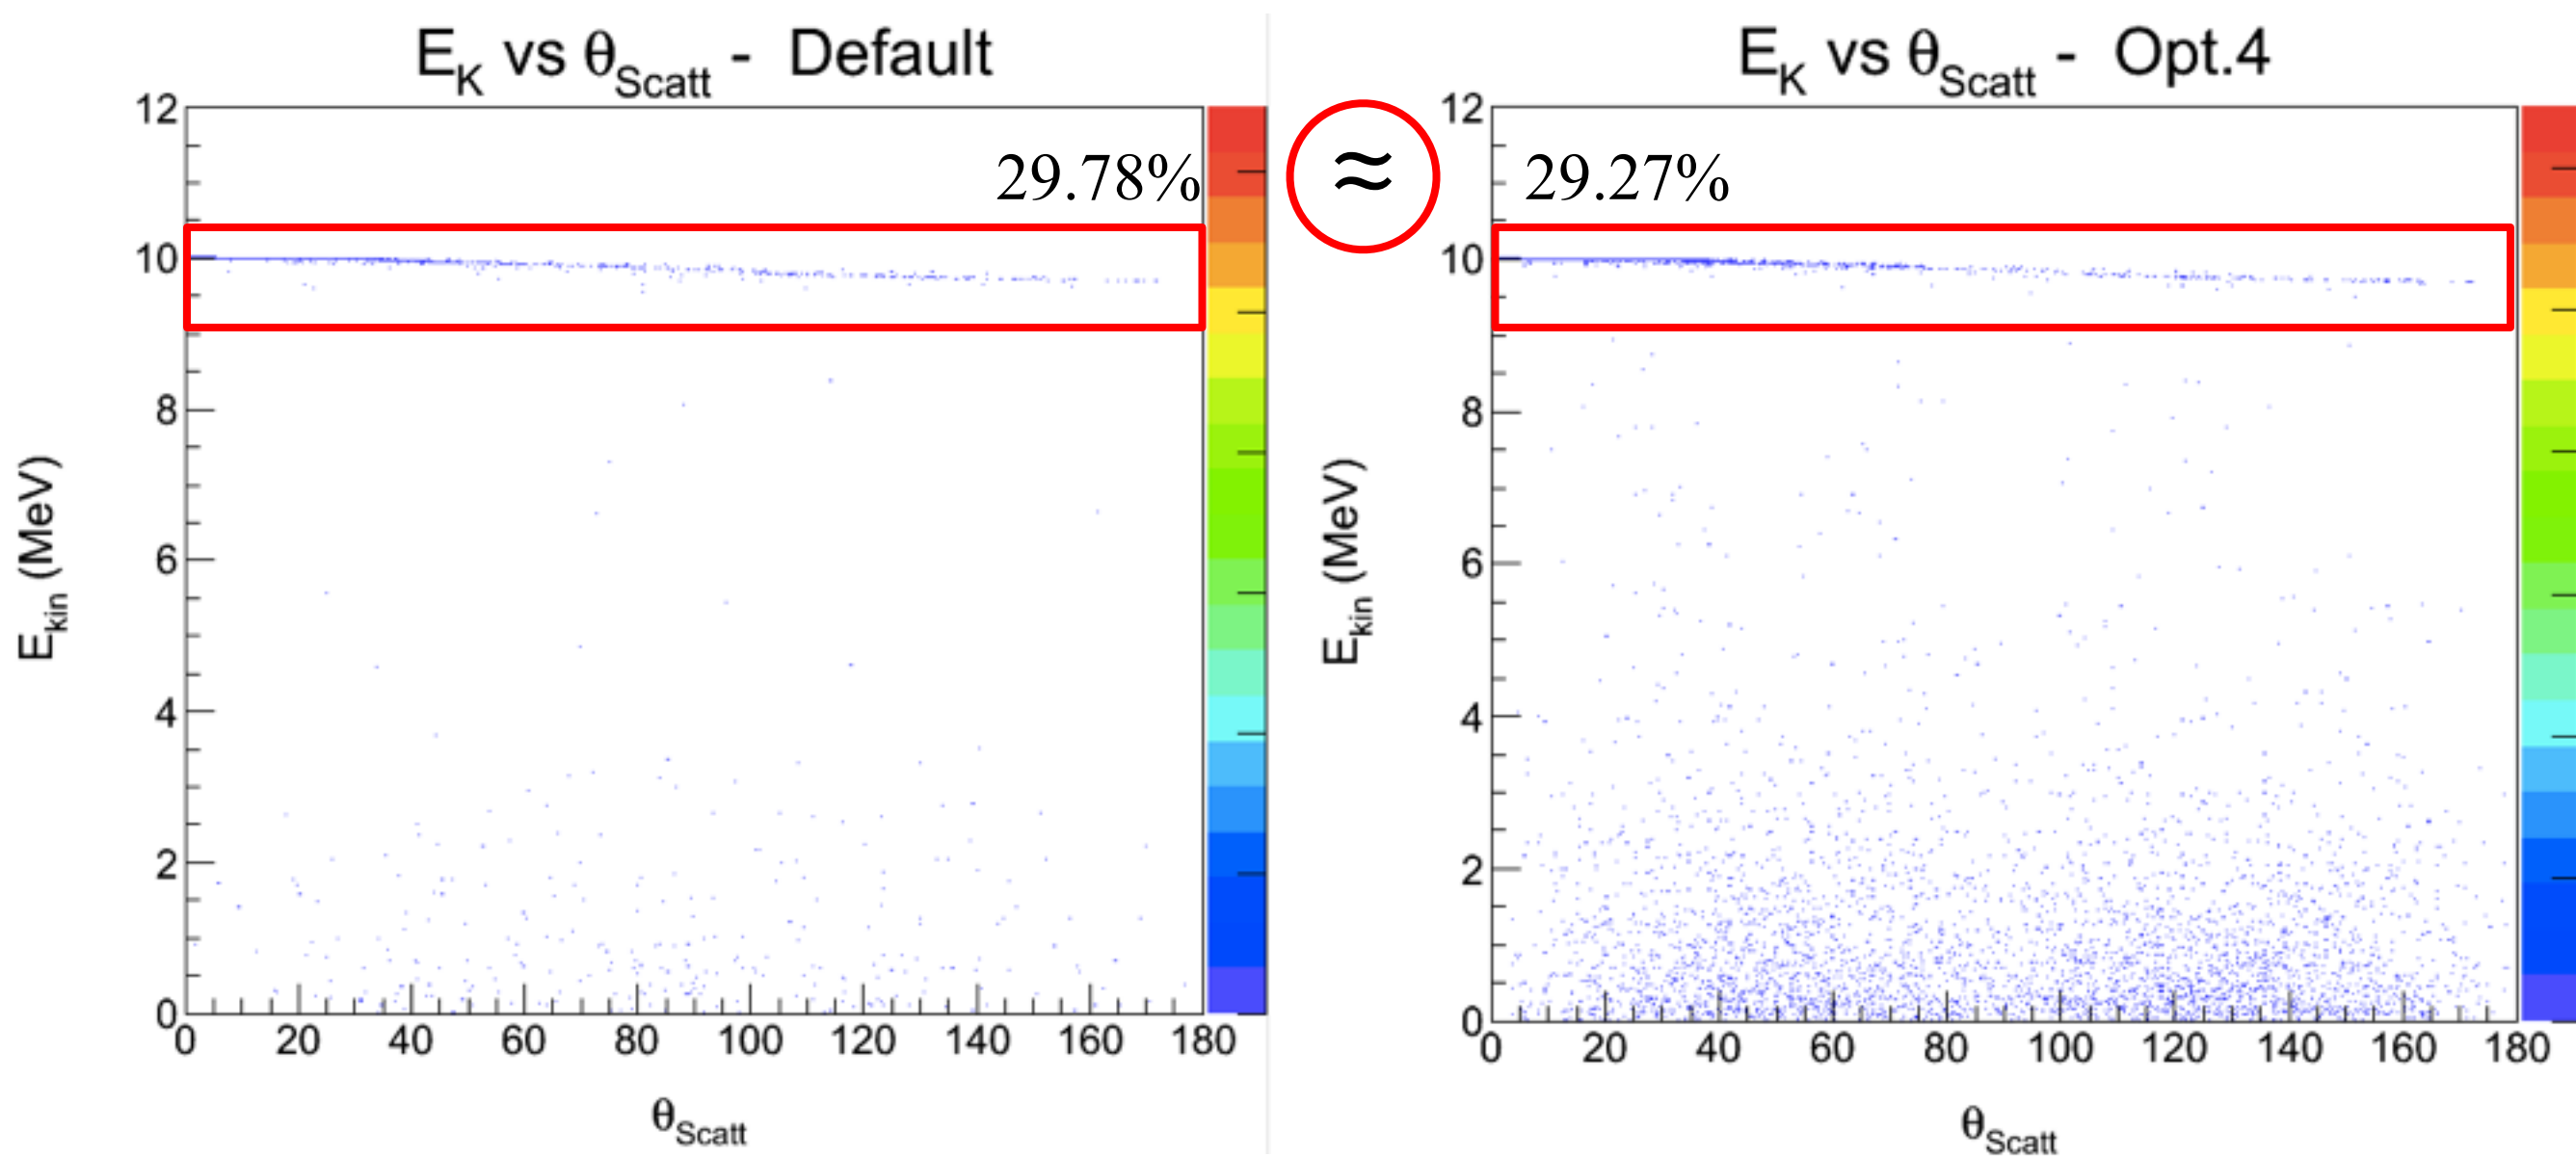 E_K vs θ_Scatt - Default
29.78%
12
10
8
6
4
2
0
E_kin (MeV)
0 20 40 60 80 100 120 140 160 180
θ_Scatt
≈
E_K vs θ_Scatt - Opt.4
29.27%
12
10
8
6
4
2
0
E_kin (MeV)
0 20 40 60 80 100 120 140 160 180
θ_Scatt